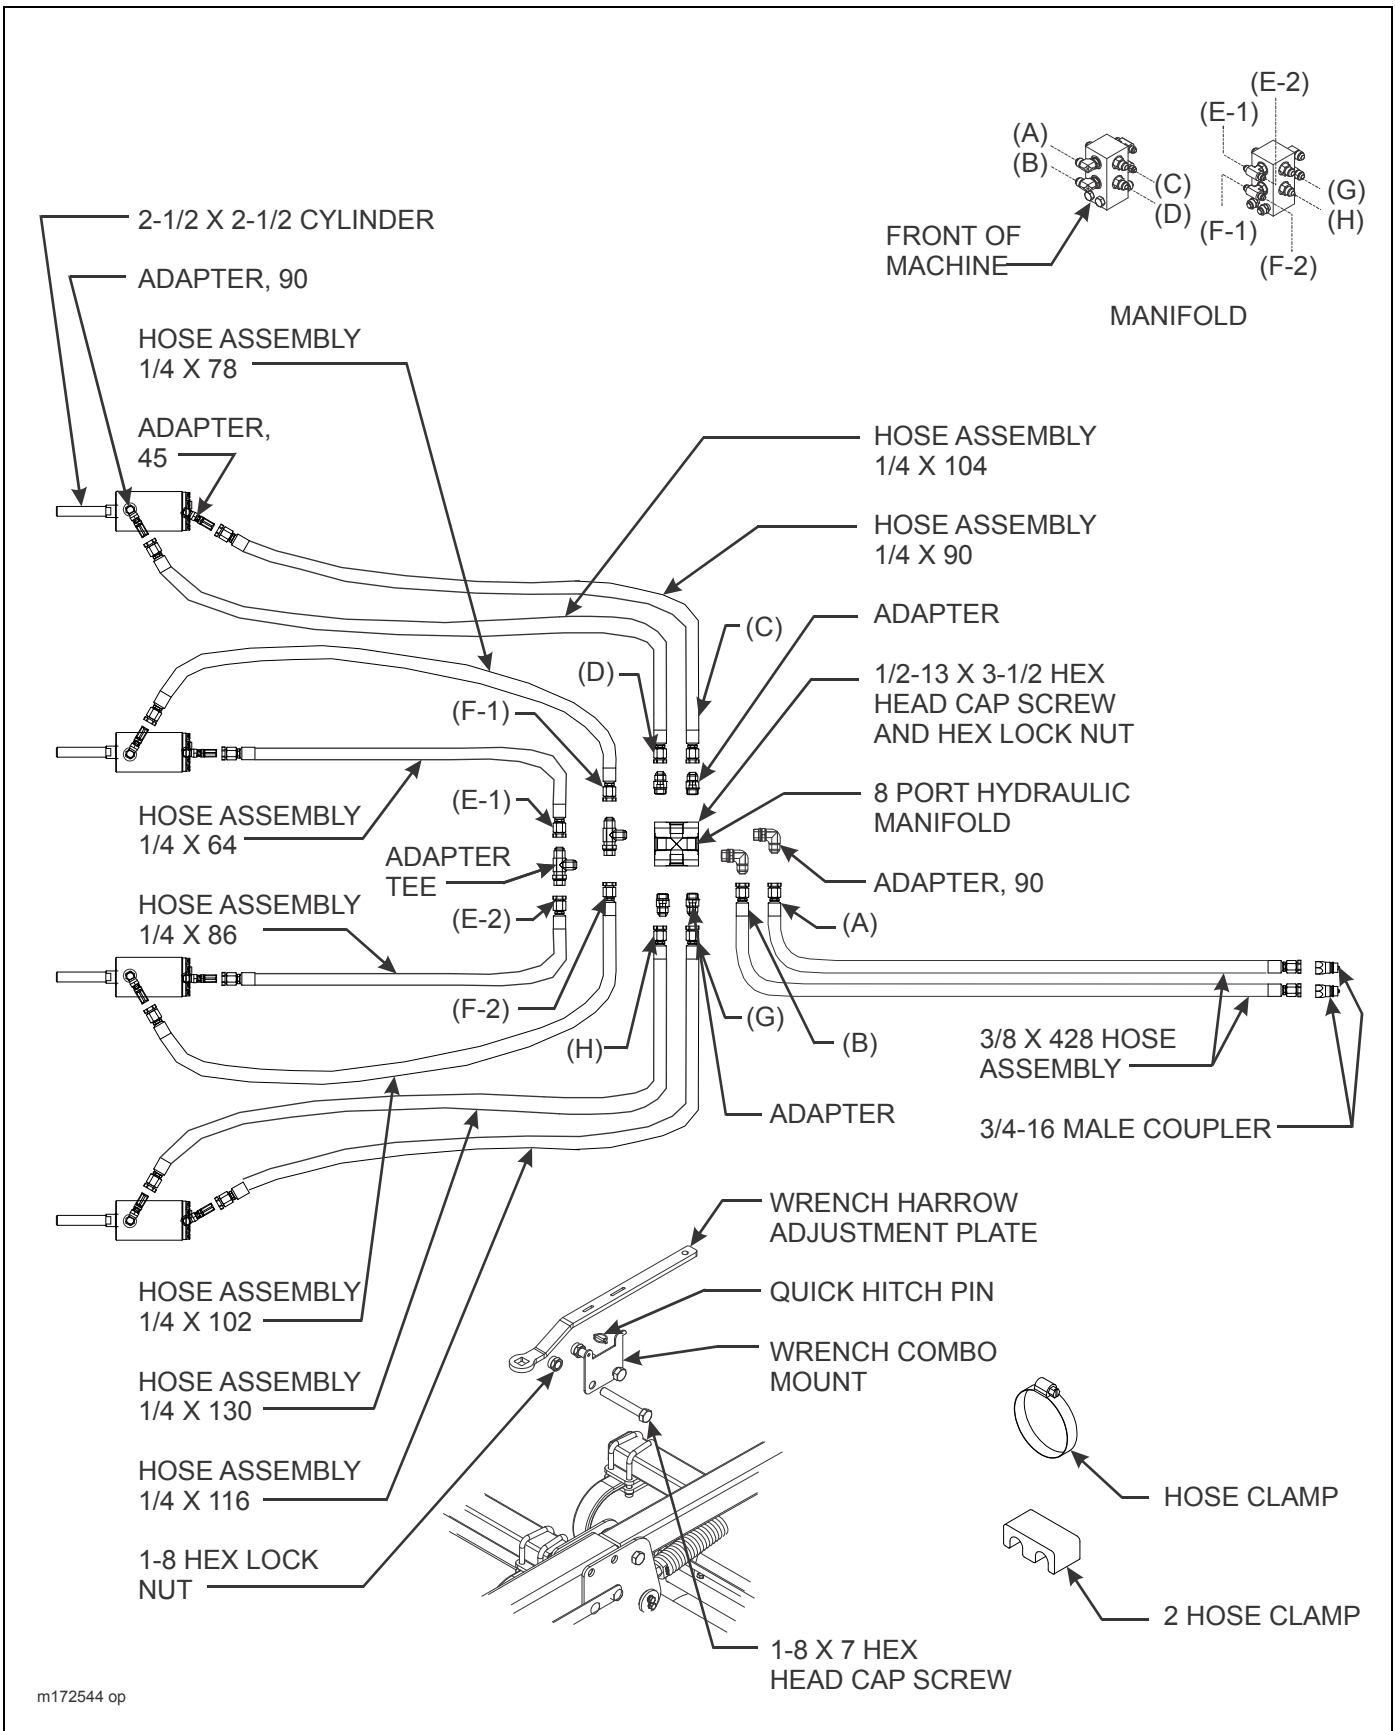 (E-2)
(E-1)
(A)
(B)
(C)
(D)
(G)
(H)
(F-1)
(F-2)
FRONT OF
MACHINE
MANIFOLD
2-1/2 X 2-1/2 CYLINDER
ADAPTER, 90
HOSE ASSEMBLY
1/4 X 78
ADAPTER,
45
HOSE ASSEMBLY
1/4 X 104
HOSE ASSEMBLY
1/4 X 90
ADAPTER
(C)
(D)
1/2-13 X 3-1/2 HEX
HEAD CAP SCREW
AND HEX LOCK NUT
(F-1)
(E-1)
8 PORT HYDRAULIC
MANIFOLD
HOSE ASSEMBLY
1/4 X 64
ADAPTER
TEE
ADAPTER, 90
HOSE ASSEMBLY
1/4 X 86
(E-2)
(A)
(F-2)
(G)
(B)
(H)
3/8 X 428 HOSE
ASSEMBLY
ADAPTER
3/4-16 MALE COUPLER
WRENCH HARROW
ADJUSTMENT PLATE
HOSE ASSEMBLY
1/4 X 102
QUICK HITCH PIN
WRENCH COMBO
MOUNT
HOSE ASSEMBLY
1/4 X 130
HOSE ASSEMBLY
1/4 X 116
HOSE CLAMP
1-8 HEX LOCK
NUT
2 HOSE CLAMP
1-8 X 7 HEX
HEAD CAP SCREW
m172544 op